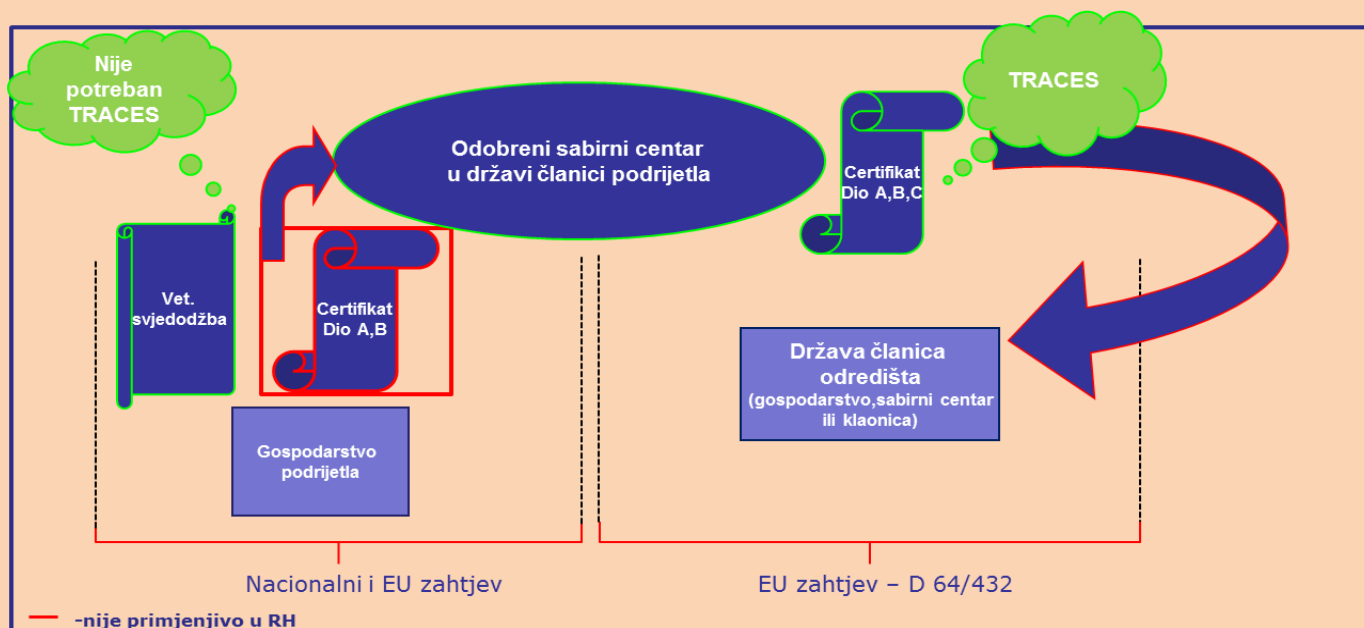 Nije
potreban
TRACES
TRACES
Odobreni sabirni centar
u državi članici podrijetla
Certifikat
Dio A,B,C
Vet.
svjedodžba
Certifikat
Dio A,B
Država članica
odredišta
(gospodarstvo,sabirni centar
ili klaonica)
Gospodarstvo
podrijetla
Nacionalni i EU zahtjev
EU zahtjev – D 64/432
-nije primjenjivo u RH